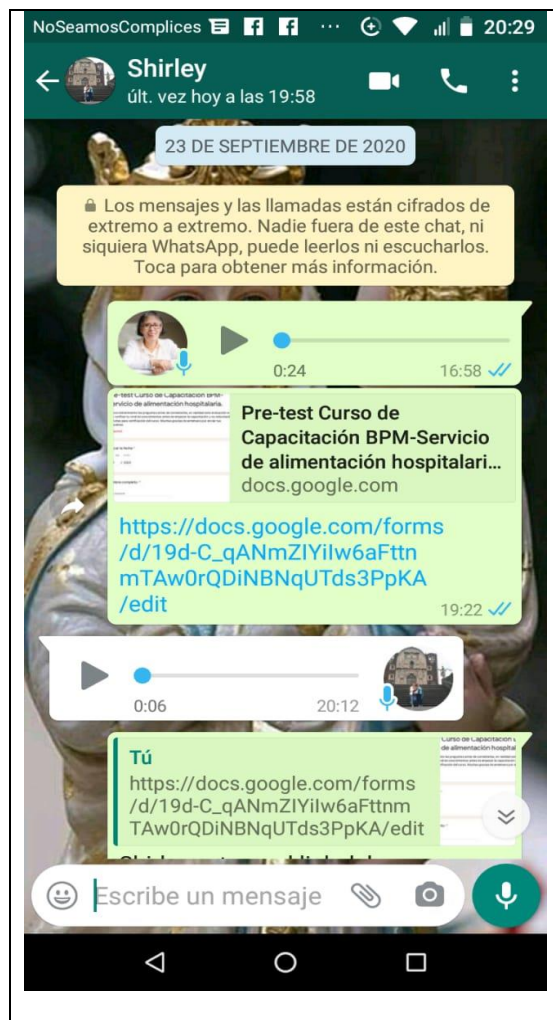 NoSeamosComplices
20:29
Shirley
últ. vez hoy a las 19:58
23 DE SEPTIEMBRE DE 2020
Los mensajes y las llamadas están cifrados de
extremo a extremo. Nadie fuera de este chat, ni
siquiera WhatsApp, puede leerlos ni escucharlos.
Toca para obtener más información.
0:24
16:58
Pre-test Curso de
Capacitación BPM-Servicio
de alimentación hospitalari...
docs.google.com
https://docs.google.com/forms
/d/19d-C_qANmZIYiIw6aFttn
mTAw0rQDiNBNqUTds3PpKA
/edit
19:22
0:06
20:12
Tú
https://docs.google.com/forms
/d/19d-C_qANmZIYiIw6aFttnm
TAw0rQDiNBNqUTds3PpKA/edit
Escribe un mensaje